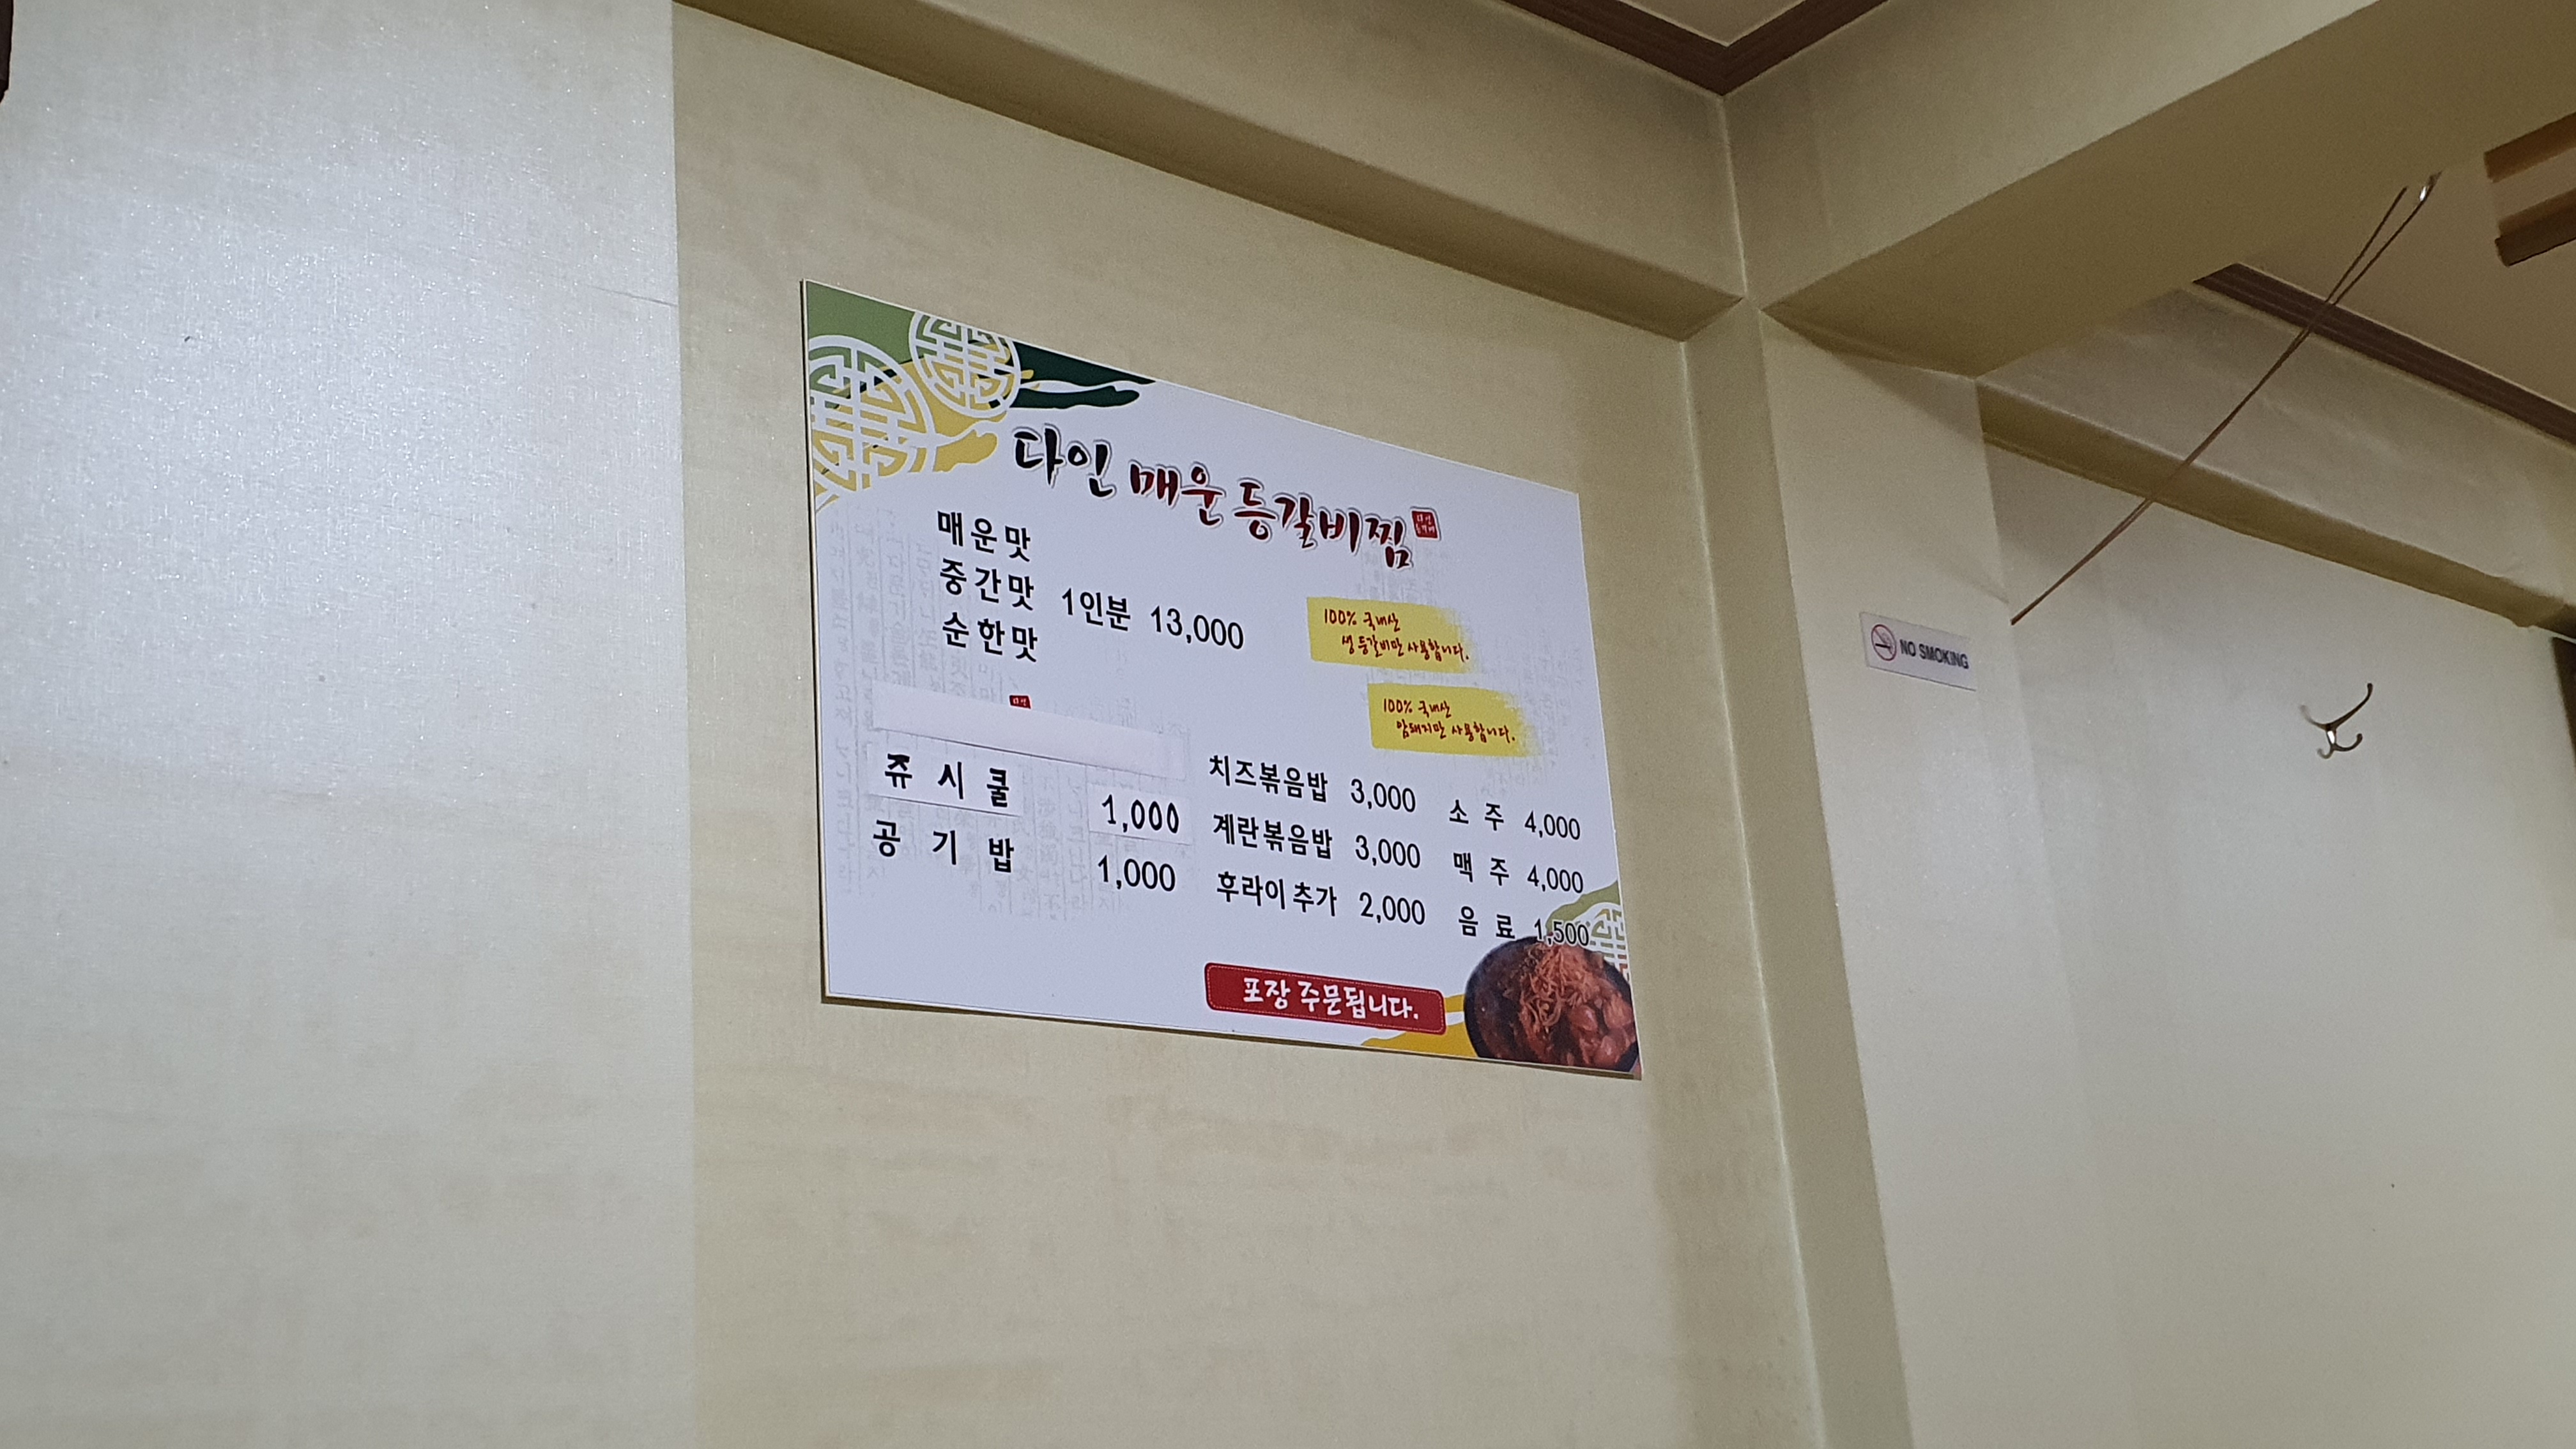 다인 매운 등갈비찜
매운맛
중간맛 1인분 13,000
순한맛
100% 국내산
생 등갈비만 사용합니다.
100% 국내산
암돼지만 사용합니다.
쥬시쿨 1,000
공기밥 1,000
치즈볶음밥 3,000
계란볶음밥 3,000
후라이 추가 2,000
소주 4,000
맥주 4,000
음료 1,500
포장 주문됩니다.
NO SMOKING